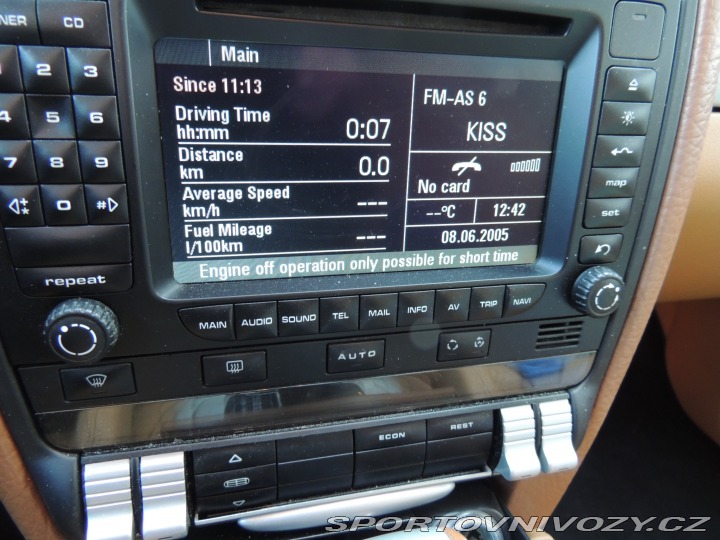 NER CD
2 3
4 5 6
7 8 9
*+ 0 #
repeat
Main
Since 11:13
Driving Time
hh:mm 0:07
Distance
km 0.0
Average Speed
km/h ---
Fuel Mileage
l/100km ---
FM-AS 6
KISS
No card
--°C 12:42
08.06.2005
Engine off operation only possible for short time
map
set
MAIN AUDIO SOUND TEL MAIL INFO AV TRIP NAVI
AUTO
ECON REST
SPORTOVNIVOZY.CZ